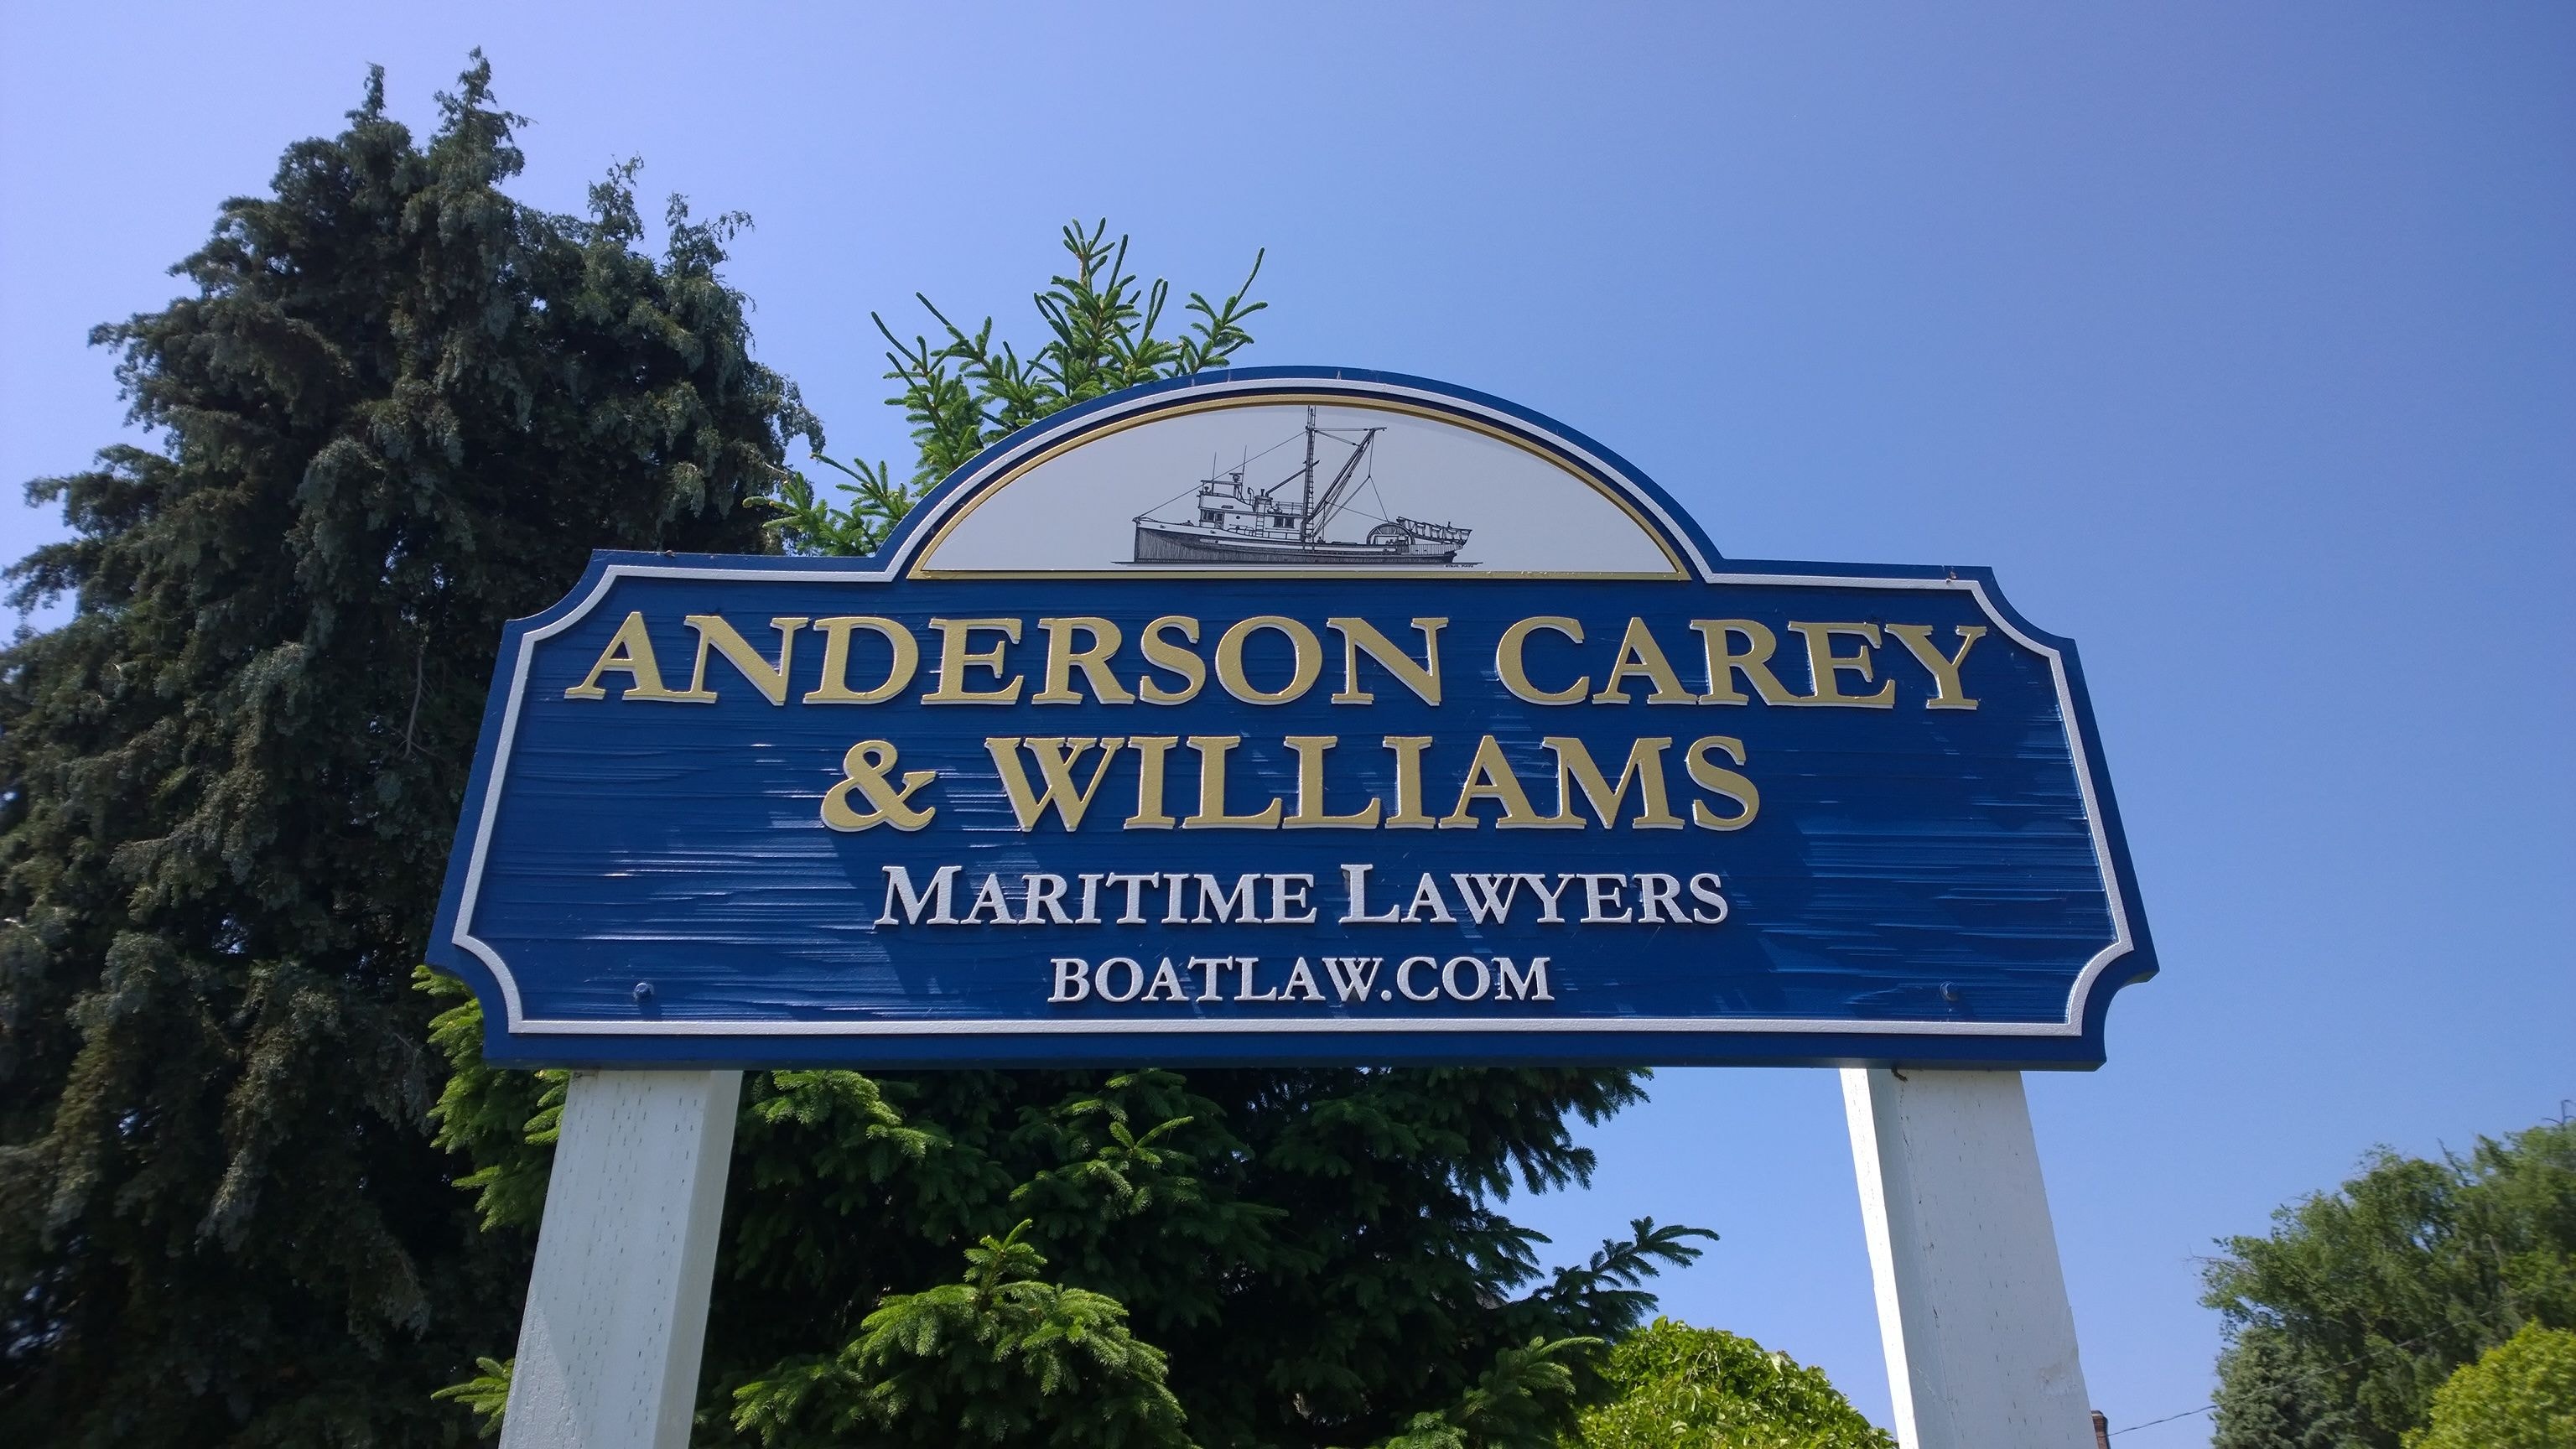 ANDERSON CAREY
& WILLIAMS
MARITIME LAWYERS
BOATLAW.COM